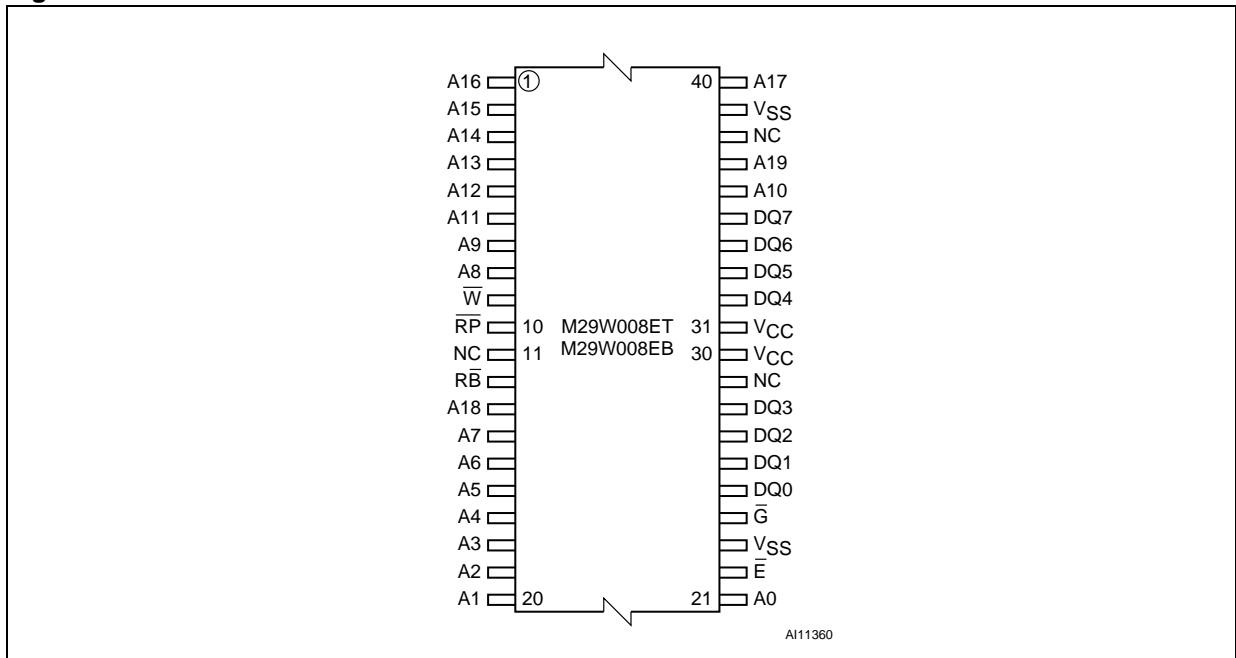 A16 1 40 A17
A15 VSS
A14 NC
A13 A19
A12 A10
A11 DQ7
A9 DQ6
A8 DQ5
W̅ DQ4
R̅P̅ 10 M29W008ET 31 VCC
NC 11 M29W008EB 30 VCC
RB̅ NC
A18 DQ3
A7 DQ2
A6 DQ1
A5 DQ0
A4 G̅
A3 VSS
A2 E̅
A1 20 21 A0
AI11360